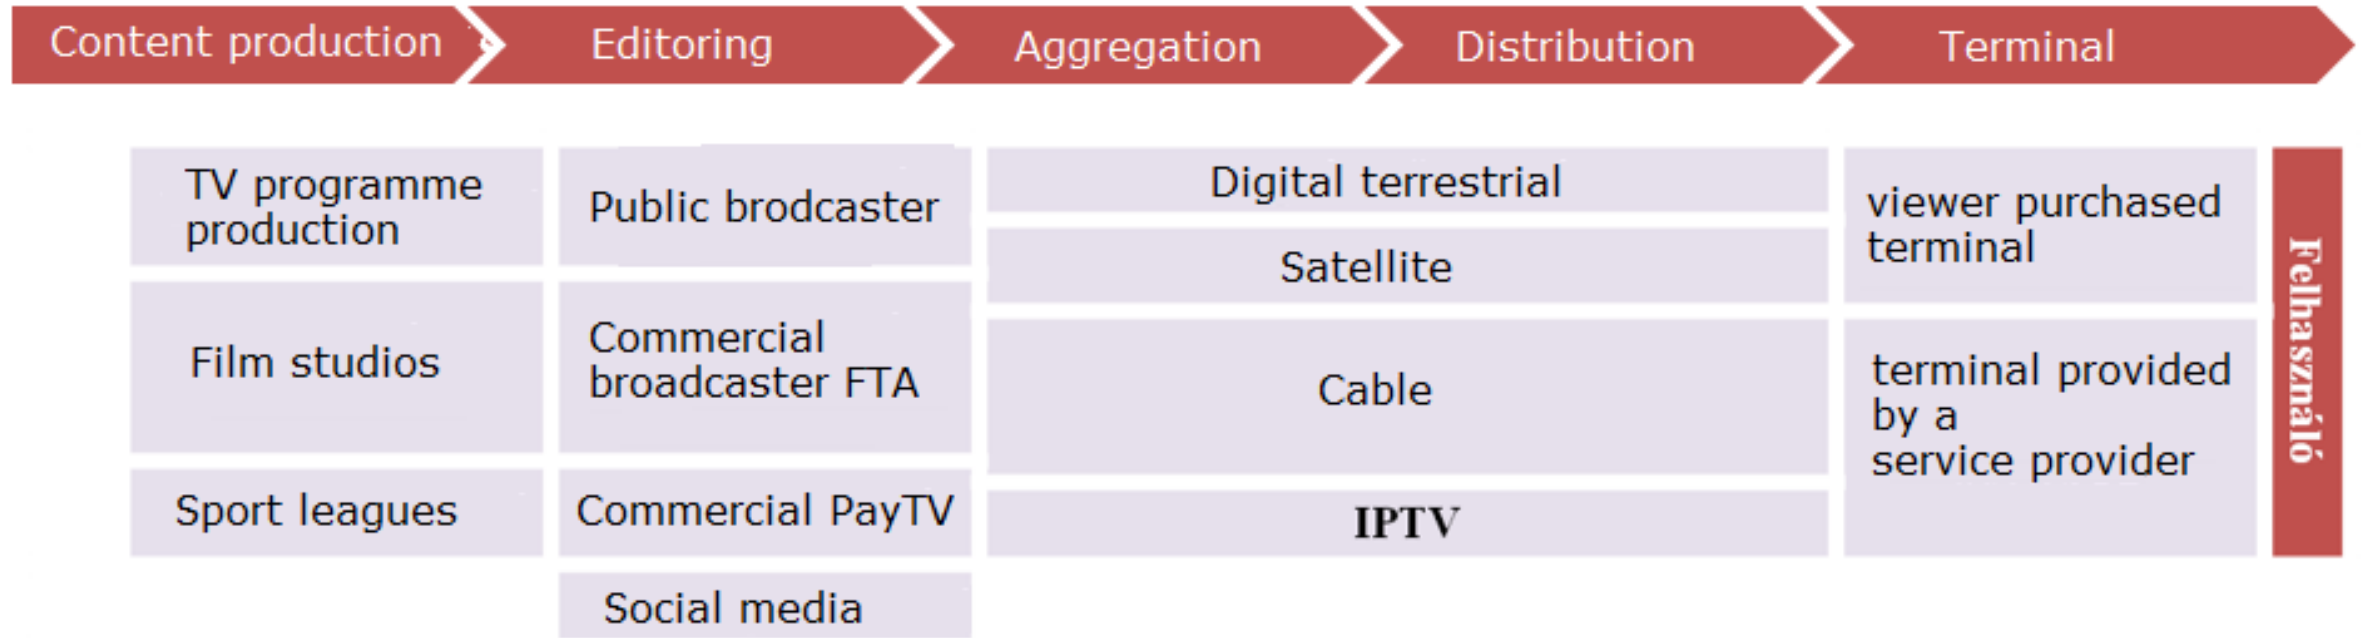 Content production
Editoring
Aggregation
Distribution
Terminal
TV programme
production
Film studios
Sport leagues
Public brodcaster
Commercial
broadcaster FTA
Commercial PayTV
Social media
Digital terrestrial
Satellite
Cable
IPTV
viewer purchased
terminal
terminal provided
by a
service provider
Felhasználó